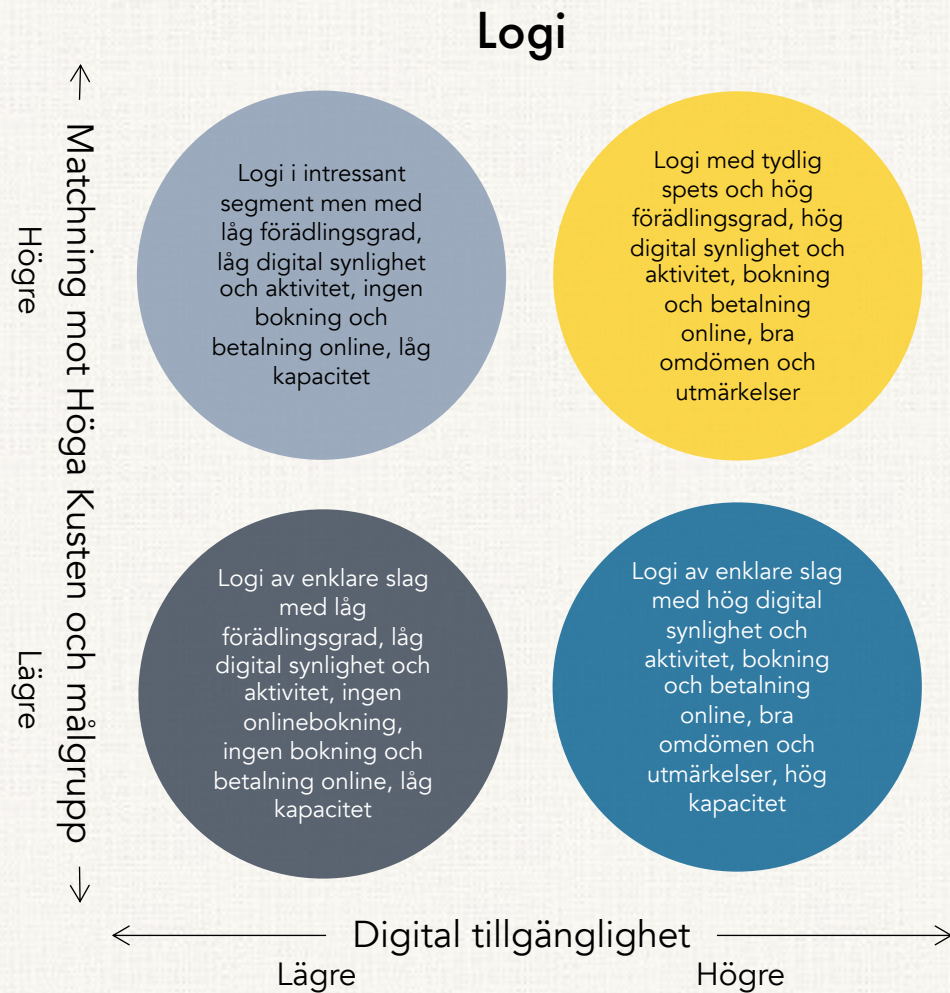 Logi
Matchning mot Höga Kusten och målgrupp
Högre
Lägre
Logi i intressant
segment men med
låg förädlingsgrad,
låg digital synlighet
och aktivitet, ingen
bokning och
betalning online, låg
kapacitet
Logi med tydlig
spets och hög
förädlingsgrad, hög
digital synlighet och
aktivitet, bokning
och betalning
online, bra
omdömen och
utmärkelser
Logi av enklare slag
med låg
förädlingsgrad, låg
digital synlighet och
aktivitet, ingen
onlinebokning,
ingen bokning och
betalning online, låg
kapacitet
Logi av enklare slag
med hög digital
synlighet och
aktivitet, bokning
och betalning
online, bra
omdömen och
utmärkelser, hög
kapacitet
Digital tillgänglighet
Lägre
Högre